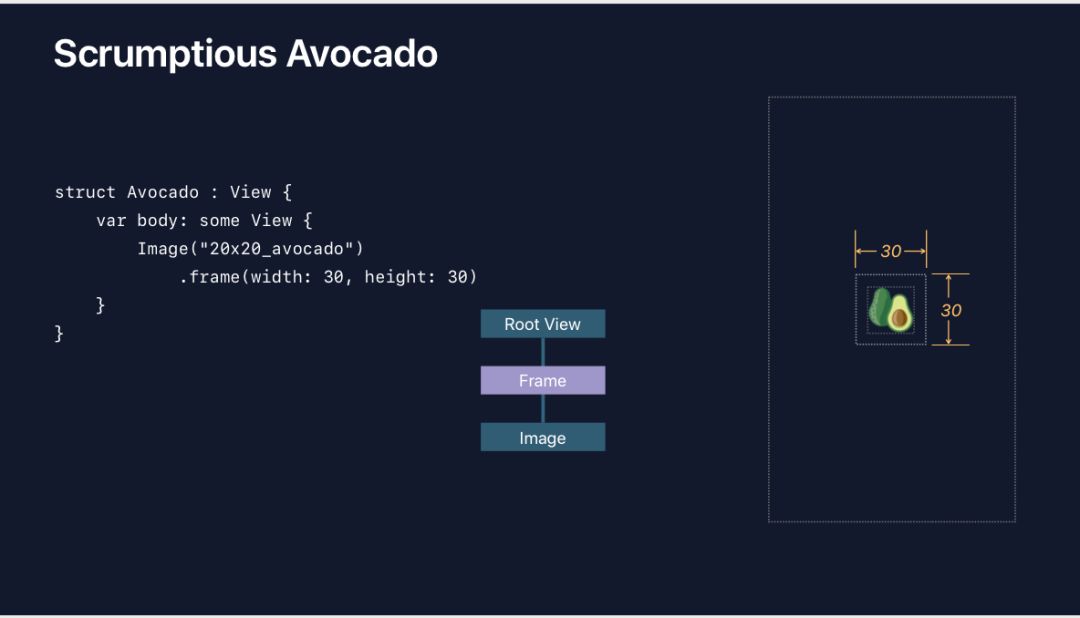 Scrumptious Avocado
struct Avocado : View {
    var body: some View {
        Image("20x20_avocado")
            .frame(width: 30, height: 30)
    }
}
Root View
Frame
Image
30
30